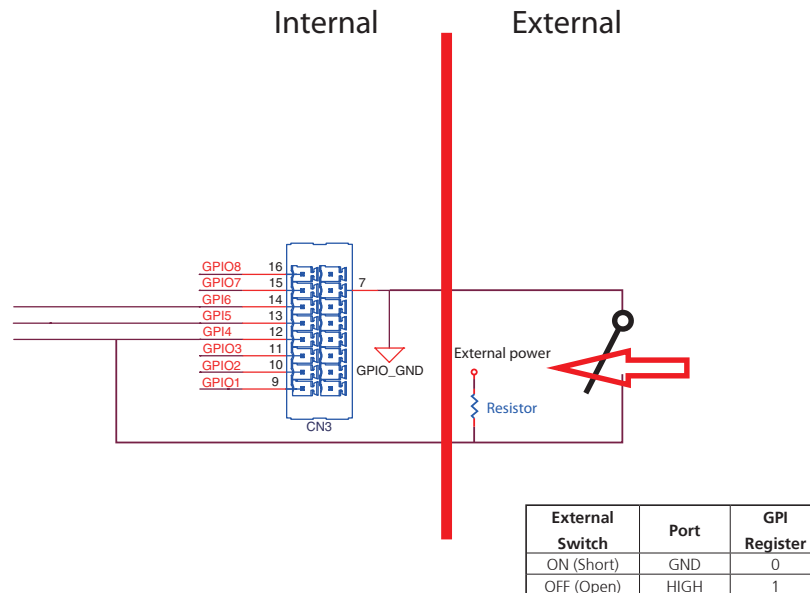 Internal External
GPIO8 16
GPIO7 15 7
GPI6 14
GPI5 13
GPI4 12
GPIO3 11
GPIO2 10
GPIO1 9
GPIO_GND
External power
Resistor
CN3
External Switch Port GPI Register
ON (Short) GND 0
OFF (Open) HIGH 1